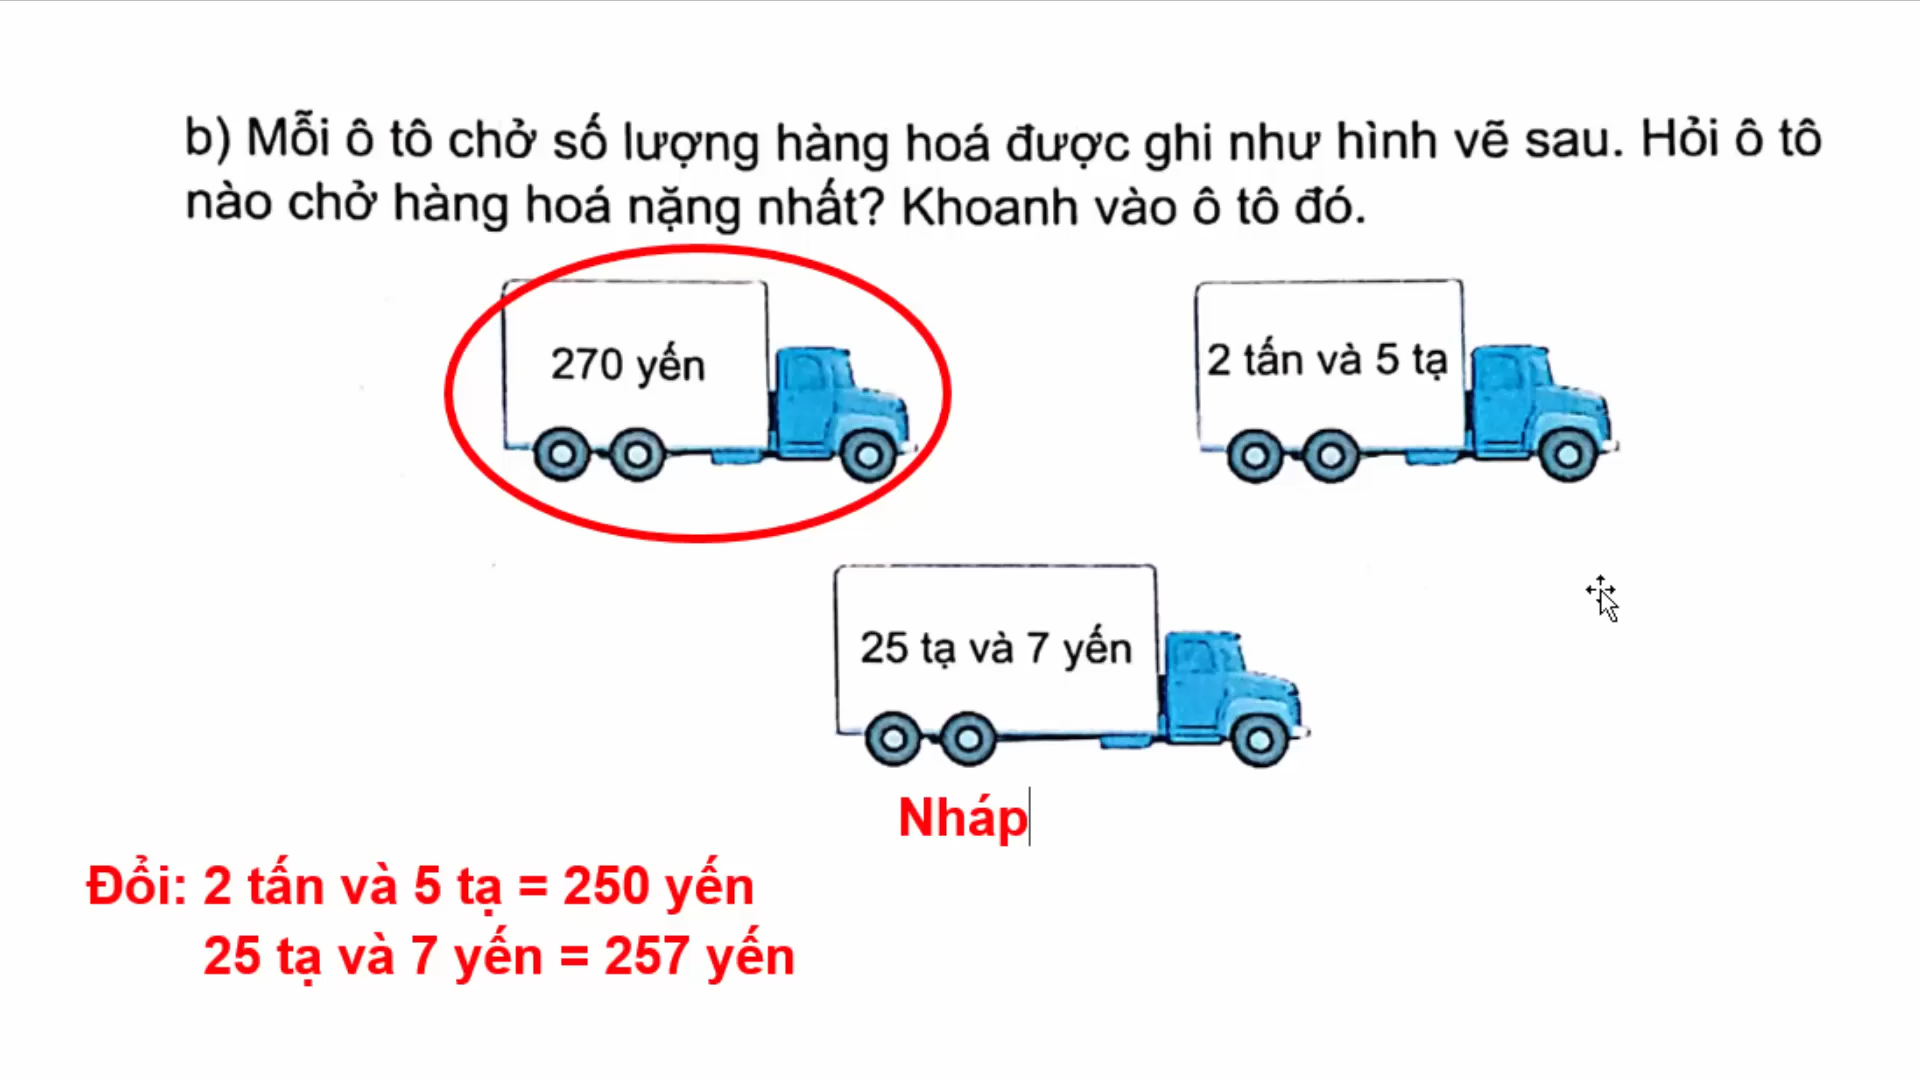 b) Mỗi ô tô chở số lượng hàng hoá được ghi như hình vẽ sau. Hỏi ô tô
nào chở hàng hoá nặng nhất? Khoanh vào ô tô đó.
270 yến
2 tấn và 5 tạ
25 tạ và 7 yến
Nháp
Đổi: 2 tấn và 5 tạ = 250 yến
25 tạ và 7 yến = 257 yến